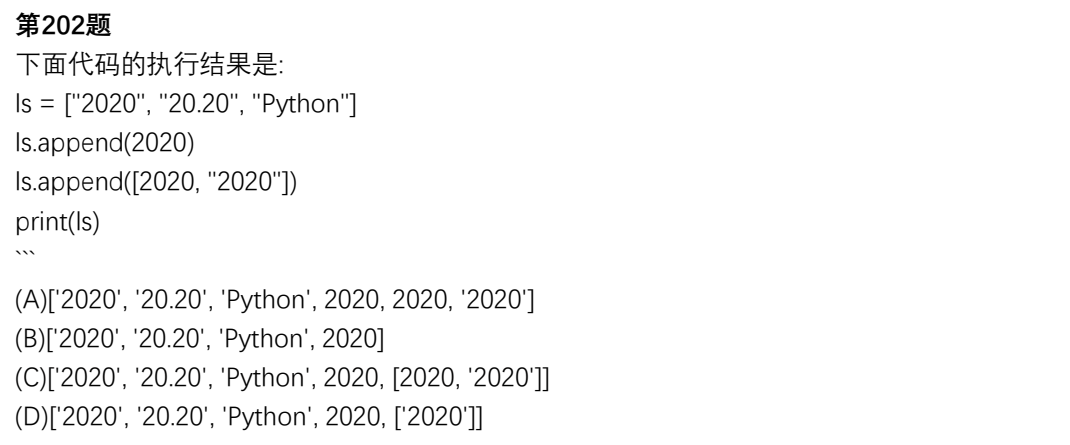 第202题
下面代码的执行结果是:
ls = ["2020", "20.20", "Python"]
ls.append(2020)
ls.append([2020, "2020"])
print(ls)
```
(A)['2020', '20.20', 'Python', 2020, 2020, '2020']
(B)['2020', '20.20', 'Python', 2020]
(C)['2020', '20.20', 'Python', 2020, [2020, '2020']]
(D)['2020', '20.20', 'Python', 2020, ['2020']]